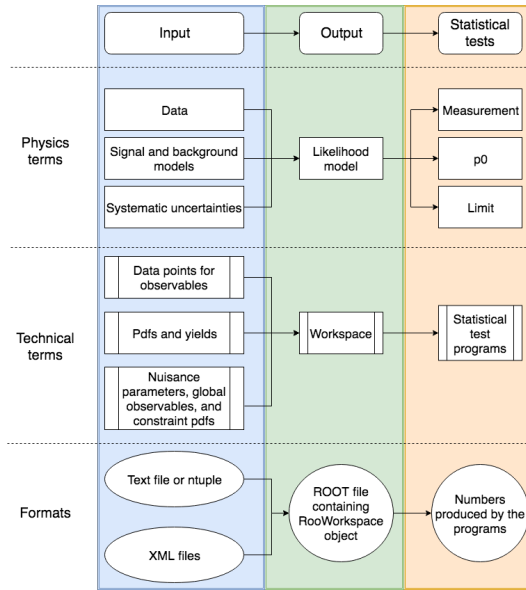 Input
Output
Statistical
tests
Physics
terms
Data
Signal and background
models
Systematic uncertainties
Likelihood
model
Measurement
p0
Limit
Technical
terms
Data points for
observables
Pdfs and yields
Nuisance
parameters, global
observables, and
constraint pdfs
Workspace
Statistical
test
programs
Formats
Text file or ntuple
XML files
ROOT file
containing
RooWorkspace
object
Numbers
produced by the
programs